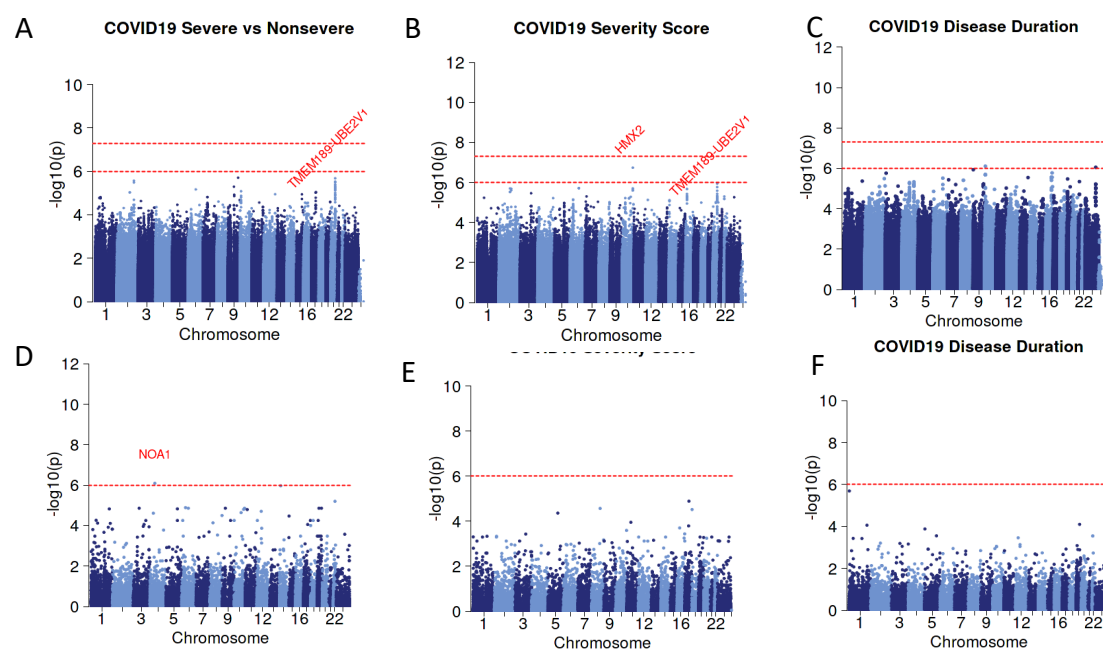 A
COVID19 Severe vs Nonsevere
10
8
6
4
2
0
-log10(p)
TMEM189-UBE2V1
1 3 5 7 9 12 16 22
Chromosome
B
COVID19 Severity Score
12
10
8
6
4
2
0
-log10(p)
HMX2
TMEM189-UBE2V1
1 3 5 7 9 12 16 22
Chromosome
C
COVID19 Disease Duration
12
10
8
6
4
2
0
-log10(p)
1 3 5 7 9 12 16 22
Chromosome
D
12
10
8
6
4
2
0
-log10(p)
NOA1
1 3 5 7 9 12 16 22
Chromosome
E
10
8
6
4
2
0
-log10(p)
1 3 5 7 9 12 16 22
Chromosome
F
COVID19 Disease Duration
10
8
6
4
2
0
-log10(p)
1 3 5 7 9 12 16 22
Chromosome